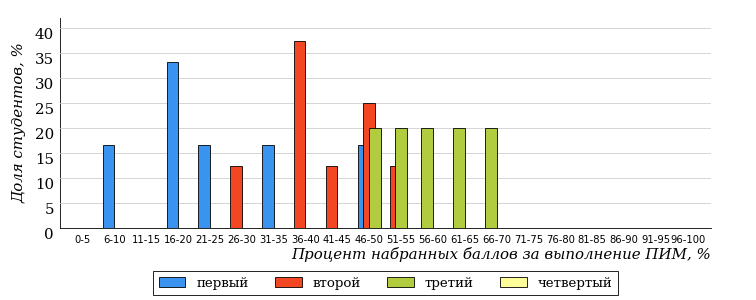 Доля студентов, %
40
35
30
25
20
15
10
5
0
0-5 6-10 11-15 16-20 21-25 26-30 31-35 36-40 41-45 46-50 51-55 56-60 61-65 66-70 71-75 76-80 81-85 86-90 91-95 96-100
Процент набранных баллов за выполнение ПИМ, %
первый второй третий четвертый